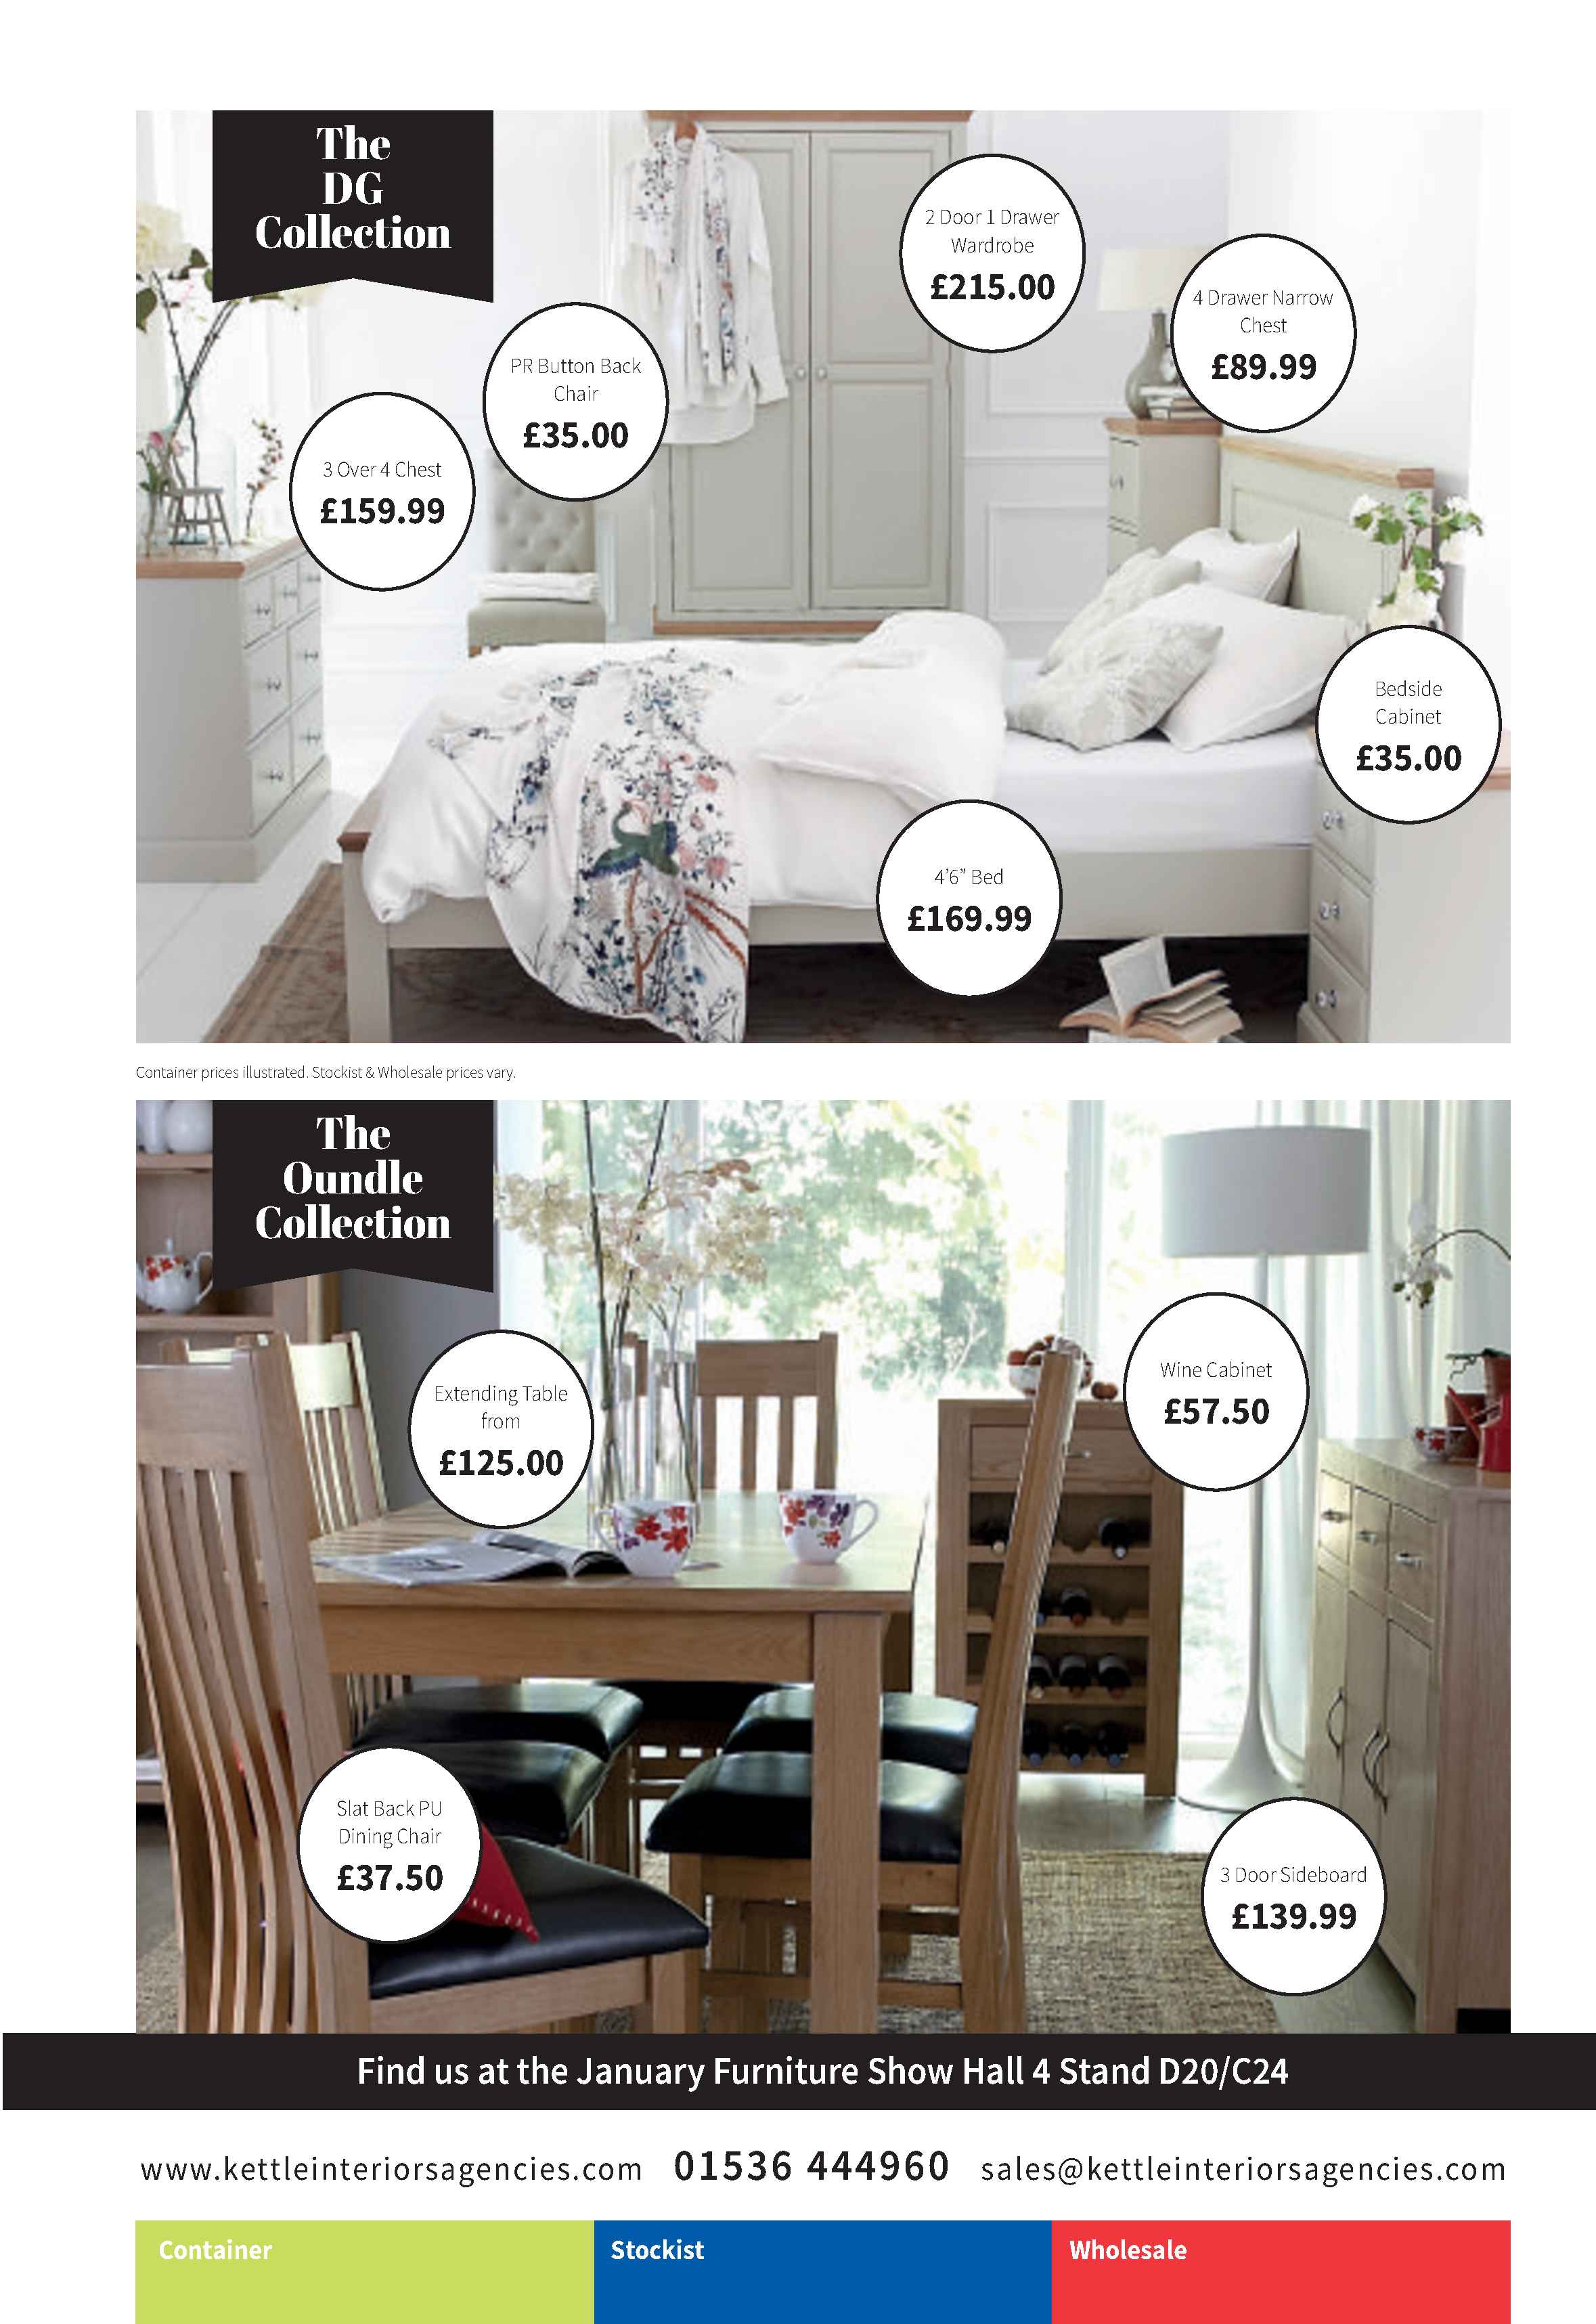 The
DG
Collection
2 Door 1 Drawer
Wardrobe
£215.00
4 Drawer Narrow
Chest
£89.99
PR Button Back
Chair
£35.00
3 Over 4 Chest
£159.99
Bedside
Cabinet
£35.00
4’6” Bed
£169.99
Container prices illustrated. Stockist & Wholesale prices vary.
The
Oundle
Collection
Extending Table
from
£125.00
Wine Cabinet
£57.50
Slat Back PU
Dining Chair
£37.50
3 Door Sideboard
£139.99
Find us at the January Furniture Show Hall 4 Stand D20/C24
www.kettleinteriorsagencies.com 01536 444960 sales@kettleinteriorsagencies.com
Container Stockist Wholesale